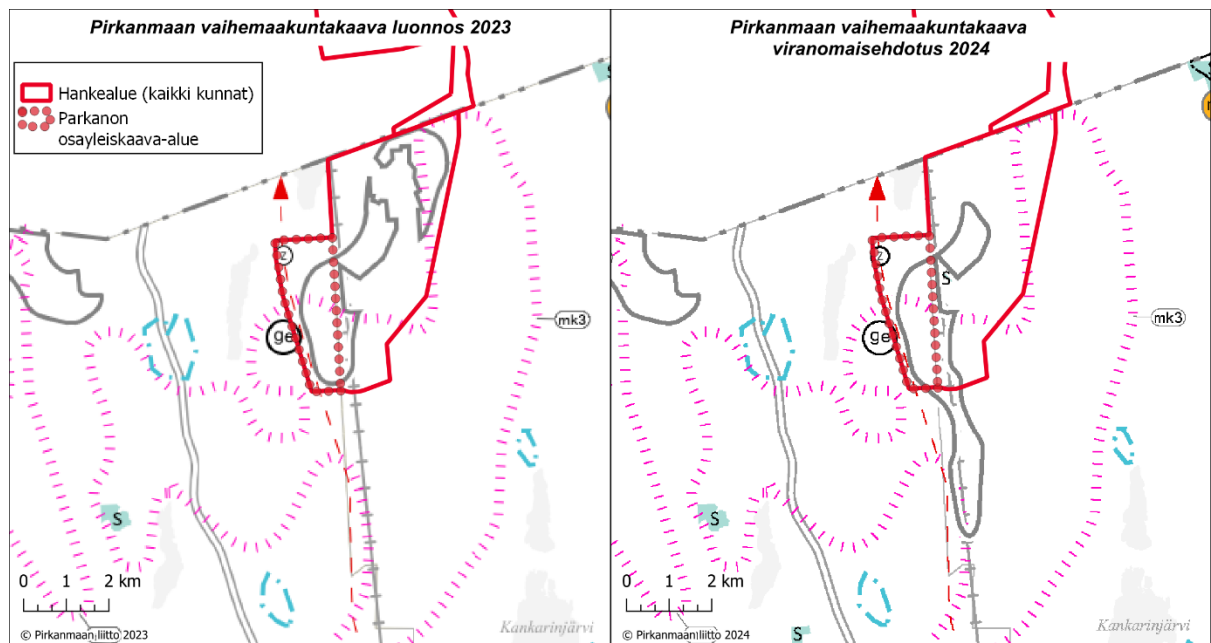 Pirkanmaan vaihemaakuntakaava luonnos 2023
Hankealue (kaikki kunnat)
Parkanon
osayleiskaava-alue
z
ge
mk3
S
0 1 2 km
© Pirkanmaan liitto 2023
Kankarinjärvi
Pirkanmaan vaihemaakuntakaava
viranomaisehdotus 2024
z
S
ge
mk3
S
0 1 2 km
S
© Pirkanmaan liitto 2024
Kankarinjärvi